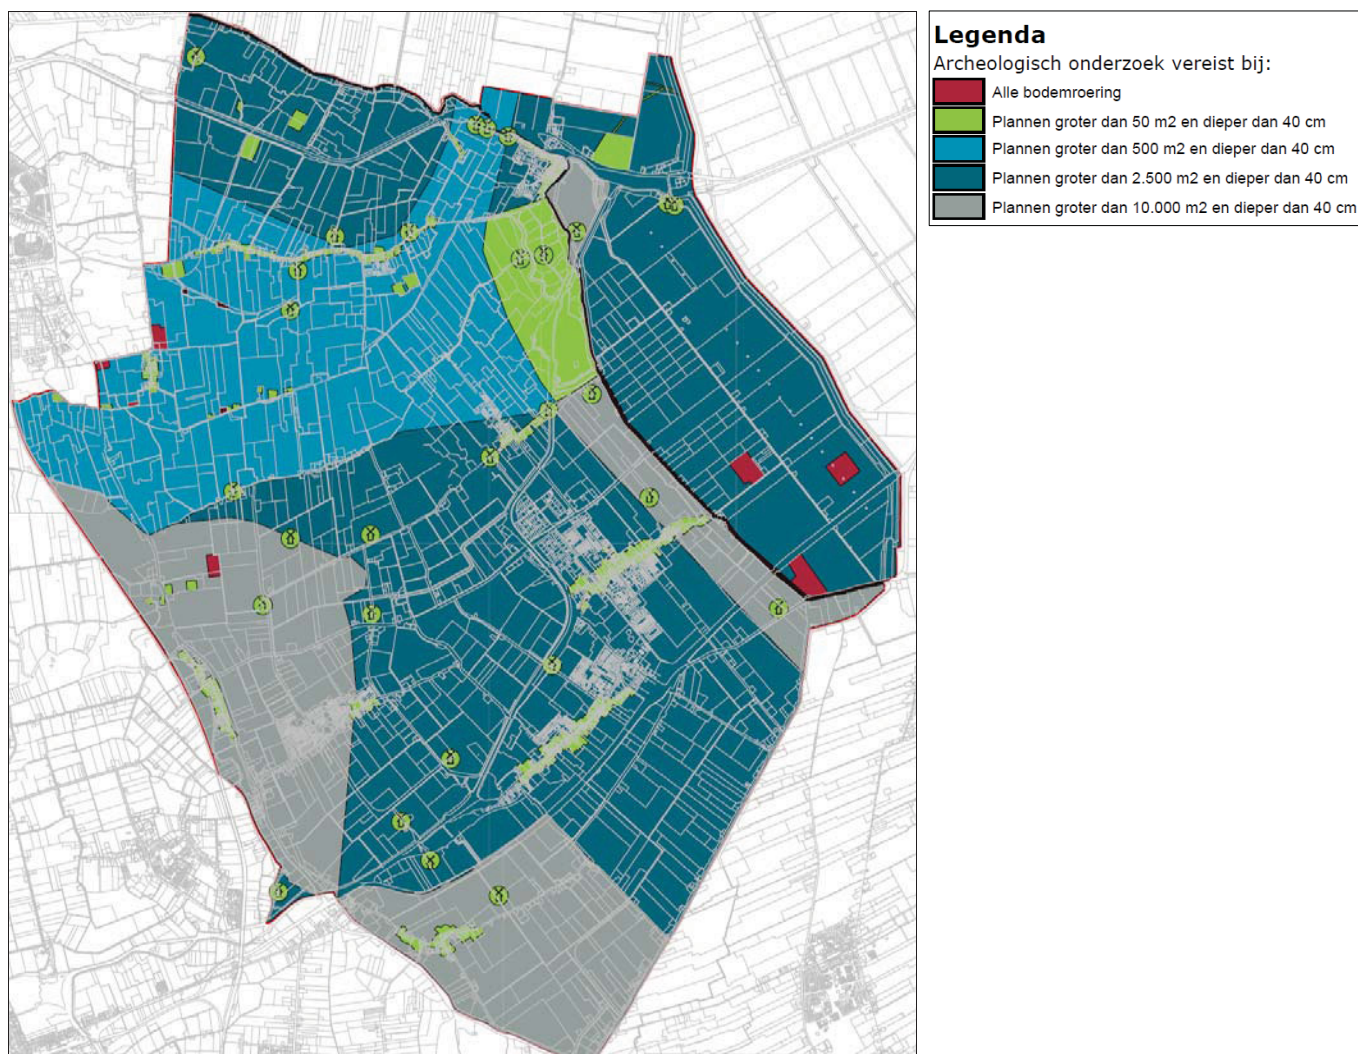 Legenda
Archeologisch onderzoek vereist bij:
Alle bodemroering
Plannen groter dan 50 m2 en dieper dan 40 cm
Plannen groter dan 500 m2 en dieper dan 40 cm
Plannen groter dan 2.500 m2 en dieper dan 40 cm
Plannen groter dan 10.000 m2 en dieper dan 40 cm